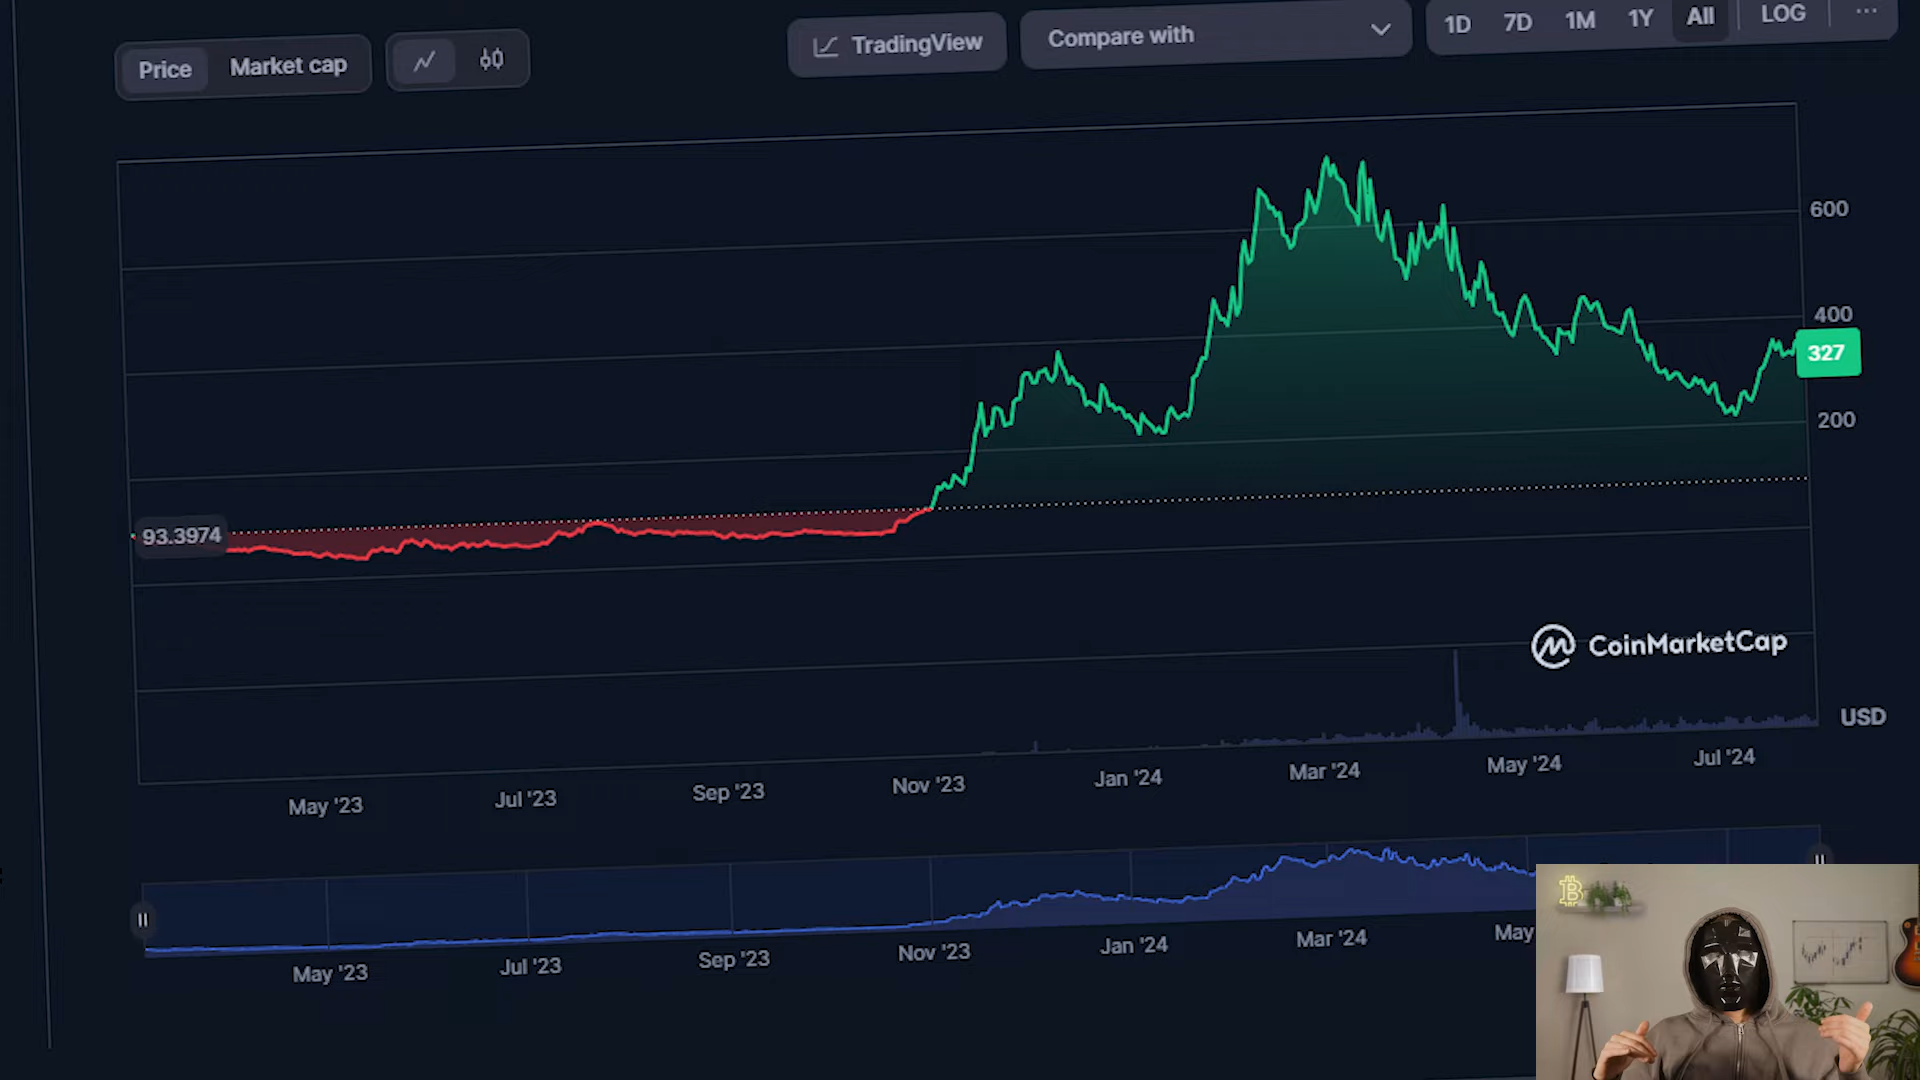 Price Market cap
TradingView
Compare with
1D 7D 1M 1Y All LOG
600
400
327
200
93.3974
CoinMarketCap
USD
May '23 Jul '23 Sep '23 Nov '23 Jan '24 Mar '24 May '24 Jul '24
May '23 Jul '23 Sep '23 Nov '23 Jan '24 Mar '24 May